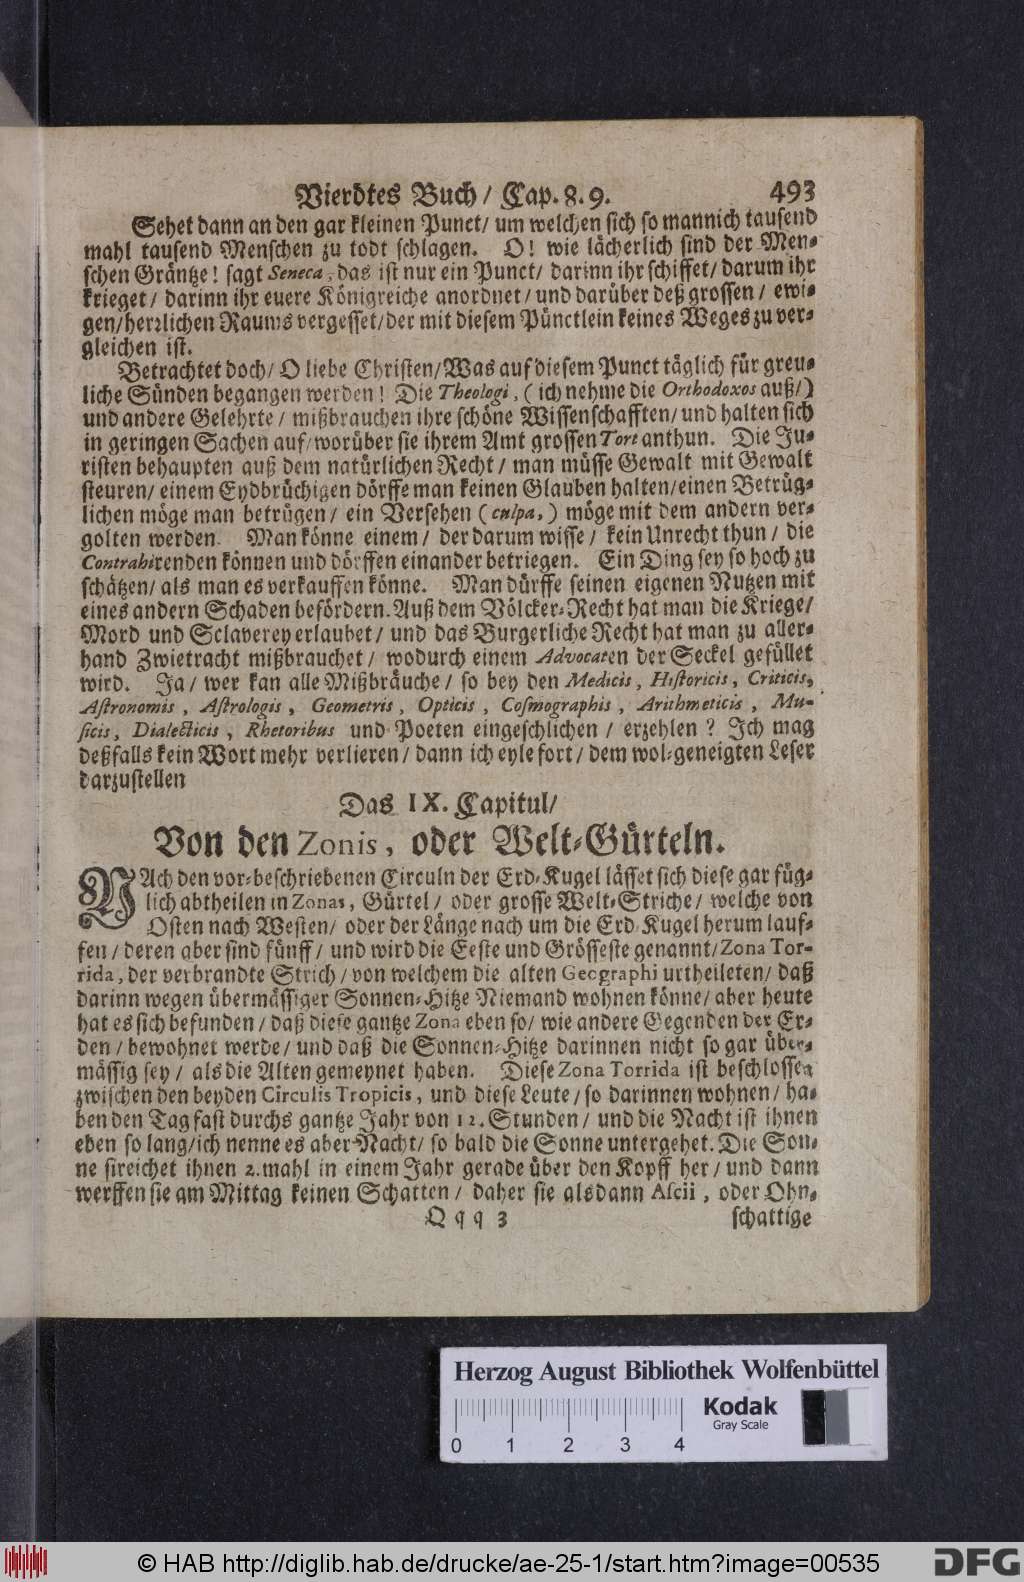 Vierdtes Buch / Cap. 8. 9. 493
Sehet dann an den gar kleinen Punct / um welchen sich so mannich tausend
mahl tausend Menschen zu todt schlagen. O! wie lächerlich sind der Men-
schen Gräntze! sagt Seneca, das ist nur ein Punct / darinn ihr schiffet / darum ihr
krieget / darinn ihr euere Königreiche anordnet / und darüber deß grossen / ewi-
gen / herrlichen Raums vergesset / der mit diesem Pünctlein keines Weges zu ver-
gleichen ist.
Betrachtet doch / O liebe Christen / Was auf diesem Punct täglich für greu-
liche Sünden begangen werden! Die Theologi, (ich nehme die Orthodoxos auß /)
und andere Gelehrte / mißbrauchen ihre schöne Wissenschafften / und halten sich
in geringen Sachen auf / worüber sie ihrem Amt grossen Tort anthun. Die Ju-
risten behaupten auß dem natürlichen Recht / man müsse Gewalt mit Gewalt
steuren / einem Eydbrüchigen dörffe man keinen Glauben halten / einen Betrüg-
lichen möge man betrügen / ein Versehen (culpa,) möge mit dem andern ver-
golten werden. Man könne einem / der darum wisse / kein Unrecht thun / die
Contrahirenden können und dörffen einander betriegen. Ein Ding sey so hoch zu
schätzen / als man es verkauffen könne. Man dürffe seinen eigenen Nutzen mit
eines andern Schaden befördern. Auß dem Völcker-Recht hat man die Kriege /
Mord und Sclaverey erlaubet / und das Burgerliche Recht hat man zu aller-
hand Zwietracht mißbrauchet / wodurch einem Advocaten der Seckel gefüllet
wird. Ja / wer kan alle Mißbräuche / so bey den Medicis, Historicis, Criticis,
Astronomis, Astrologis, Geometris, Opticis, Cosmographis, Arithmeticis, Mu-
sicis, Dialecticis, Rhetoribus und Poeten eingeschlichen / erzehlen? Ich mag
deßfalls kein Wort mehr verlieren / dann ich eyle fort / dem wol-geneigten Leser
darzustellen
Das IX. Capitul /
Von den Zonis, oder Welt-Gürteln.
NAch den vor-beschriebenen Circuln der Erd-Kugel lässet sich diese gar füg-
lich abtheilen in Zonas, Gürtel / oder grosse Welt-Striche / welche von
Osten nach Westen / oder der Länge nach um die Erd-Kugel herum lauf-
fen / deren aber sind fünff / und wird die Eeste und Grösseste genannt / Zona Tor-
rida, der verbrandte Strich / von welchem die alten Geographi urtheileten / daß
darinn wegen übermässiger Sonnen-Hitze Niemand wohnen könne / aber heute
hat es sich befunden / daß diese gantze Zona eben so / wie andere Gegenden der Er-
den / bewohnet werde / und daß die Sonnen-Hitze darinnen nicht so gar über-
mässig sey / als die Alten gemeynet haben. Diese Zona Torrida ist beschlossen
zwischen den beyden Circulis Tropicis, und diese Leute / so darinnen wohnen / ha-
ben den Tag fast durchs gantze Jahr von 12. Stunden / und die Nacht ist ihnen
eben so lang / ich nenne es aber Nacht / so bald die Sonne untergehet. Die Son-
ne streichet ihnen 2. mahl in einem Jahr gerade über den Kopff her / und dann
werffen sie am Mittag keinen Schatten / daher sie alsdann Ascii, oder Ohn-
Qqq 3 schattige
Herzog August Bibliothek Wolfenbüttel
Kodak
Gray Scale
0 1 2 3 4
© HAB http://diglib.hab.de/drucke/ae-25-1/start.htm?image=00535
DFG